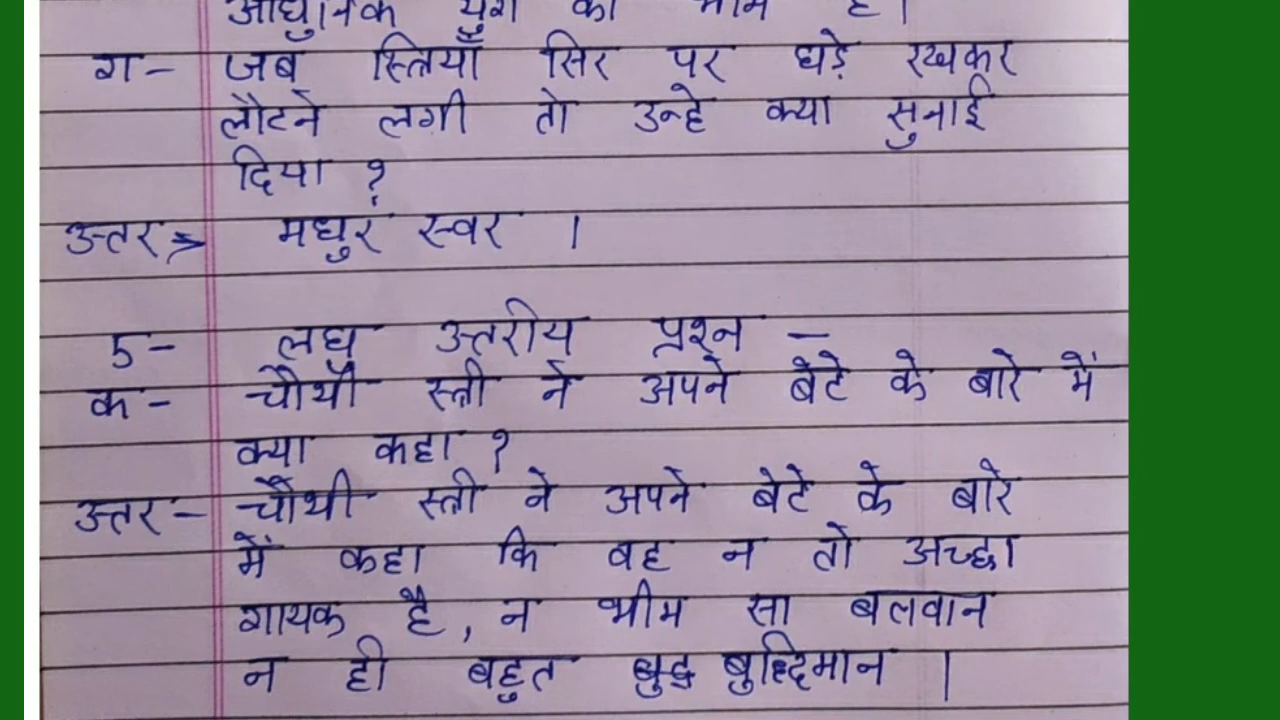 आधुनिक युग का भीम है।
ग- जब स्त्रियाँ सिर पर घड़े रखकर
लौटने लगी तो उन्हे क्या सुनाई
दिया ?
उत्तर⇒ मधुर स्वर ।
5- लघु उत्तरीय प्रश्न -
क- चौथी स्त्री ने अपने बेटे के बारे में
क्या कहा ?
उत्तर- चौथी स्त्री ने अपने बेटे के बारे
में कहा कि वह न तो अच्छा
गायक है, न भीम सा बलवान
न ही बहुत बुद्धिमान ।